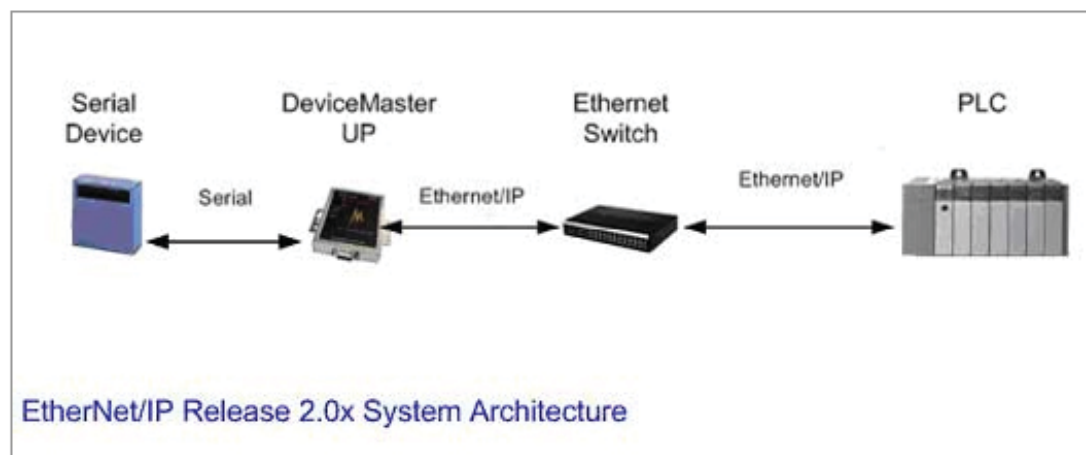 Serial
Device
DeviceMaster
UP
Ethernet
Switch
PLC
Serial
Ethernet/IP
Ethernet/IP
EtherNet/IP Release 2.0x System Architecture